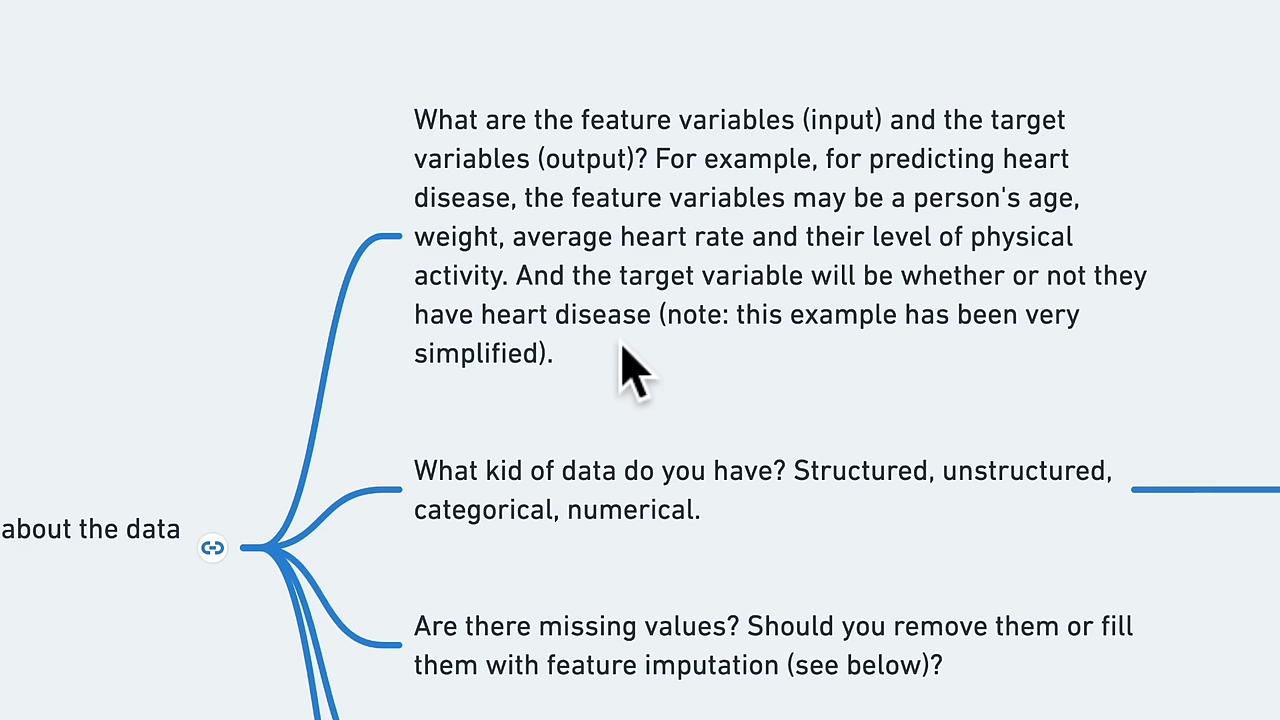 What are the feature variables (input) and the target
variables (output)? For example, for predicting heart
disease, the feature variables may be a person's age,
weight, average heart rate and their level of physical
activity. And the target variable will be whether or not they
have heart disease (note: this example has been very
simplified).
What kid of data do you have? Structured, unstructured,
categorical, numerical.
about the data
Are there missing values? Should you remove them or fill
them with feature imputation (see below)?